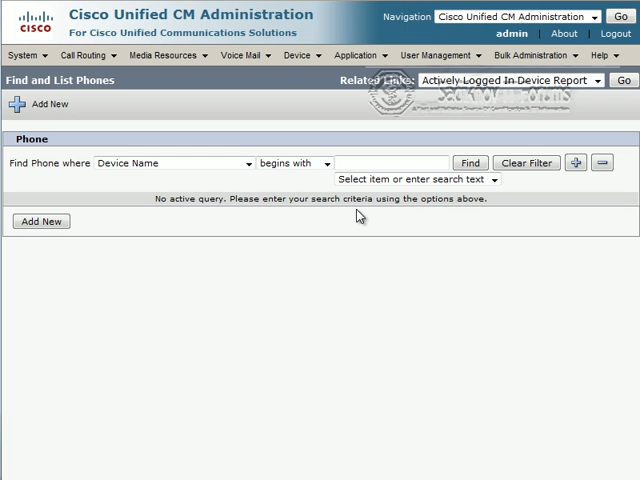 Cisco Unified CM Administration
For Cisco Unified Communications Solutions
CISCO
Navigation Cisco Unified CM Administration Go
admin | About | Logout
System Call Routing Media Resources Voice Mail Device Application User Management Bulk Administration Help
Find and List Phones
Related Links: Actively Logged In Device Report Go
Add New
Phone
Find Phone where Device Name begins with Find Clear Filter
Select item or enter search text
No active query. Please enter your search criteria using the options above.
Add New